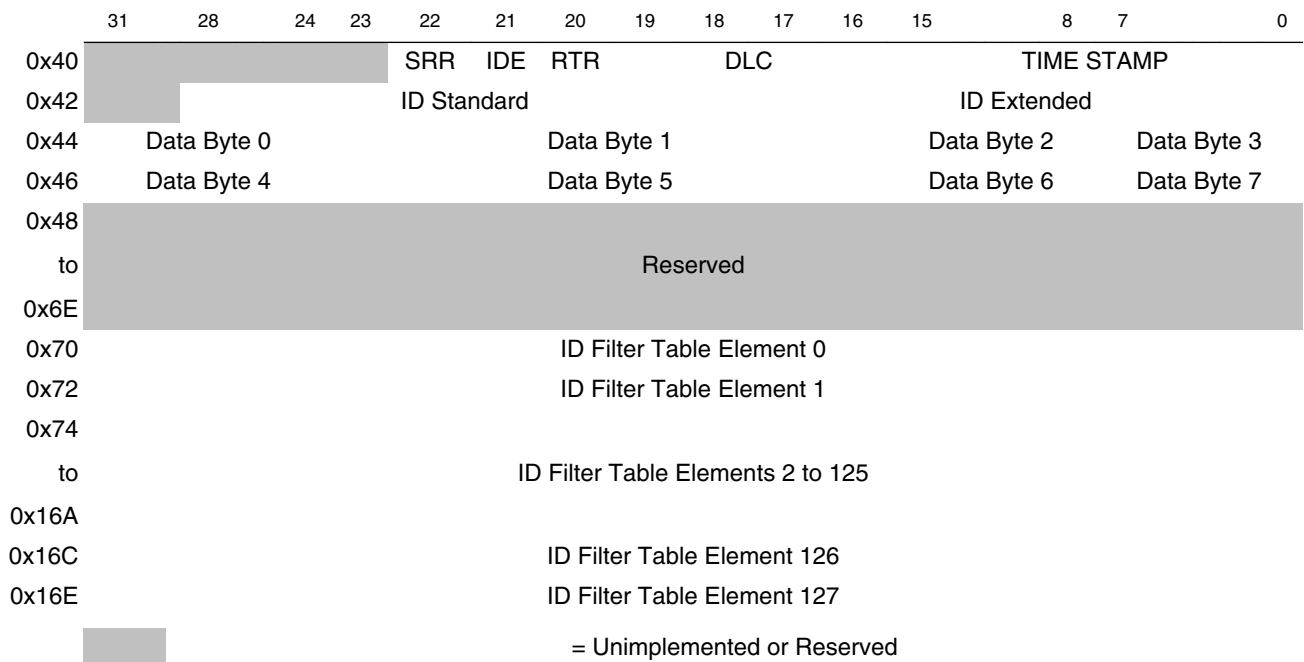 31 28 24 23 22 21 20 19 18 17 16 15 8 7 0
0x40 SRR IDE RTR DLC TIME STAMP
0x42 ID Standard ID Extended
0x44 Data Byte 0 Data Byte 1 Data Byte 2 Data Byte 3
0x46 Data Byte 4 Data Byte 5 Data Byte 6 Data Byte 7
0x48
to Reserved
0x6E
0x70 ID Filter Table Element 0
0x72 ID Filter Table Element 1
0x74
to ID Filter Table Elements 2 to 125
0x16A
0x16C ID Filter Table Element 126
0x16E ID Filter Table Element 127
= Unimplemented or Reserved